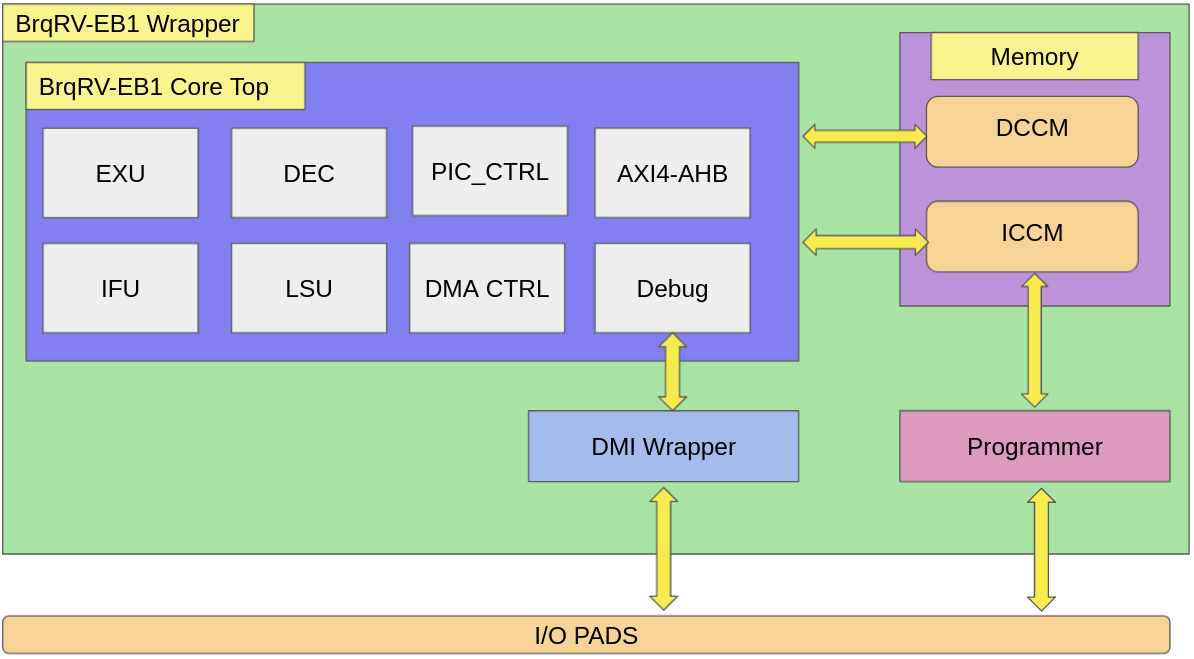 BrqRV-EB1 Wrapper
BrqRV-EB1 Core Top
Memory
EXU
DEC
PIC_CTRL
AXI4-AHB
DCCM
IFU
LSU
DMA CTRL
Debug
ICCM
DMI Wrapper
Programmer
I/O PADS